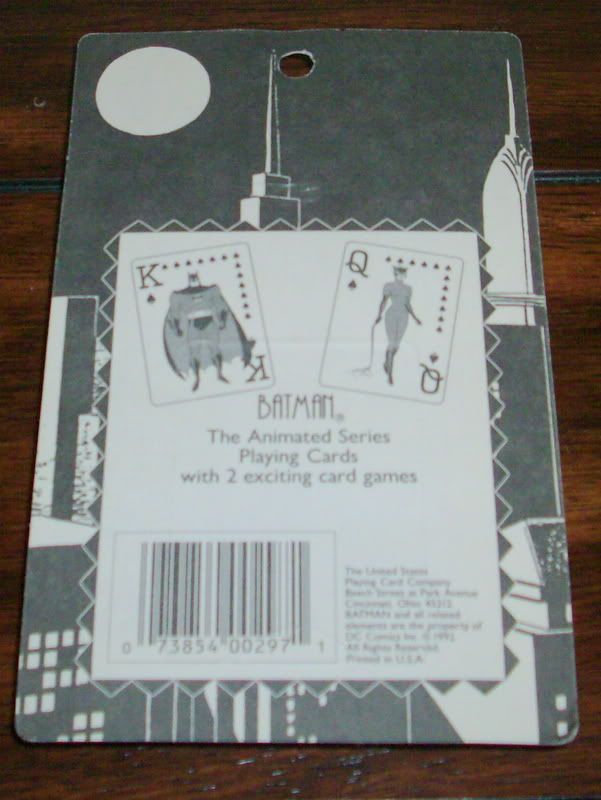 K
K
Q
Q
BATMAN®
The Animated Series
Playing Cards
with 2 exciting card games
0 73854 00297 1
The United States
Playing Card Company
Beech Street at Park Avenue
Cincinnati, Ohio 45212
BATMAN and all related
elements are the property of
DC Comics Inc. © 1992
All Rights Reserved.
Printed in U.S.A.